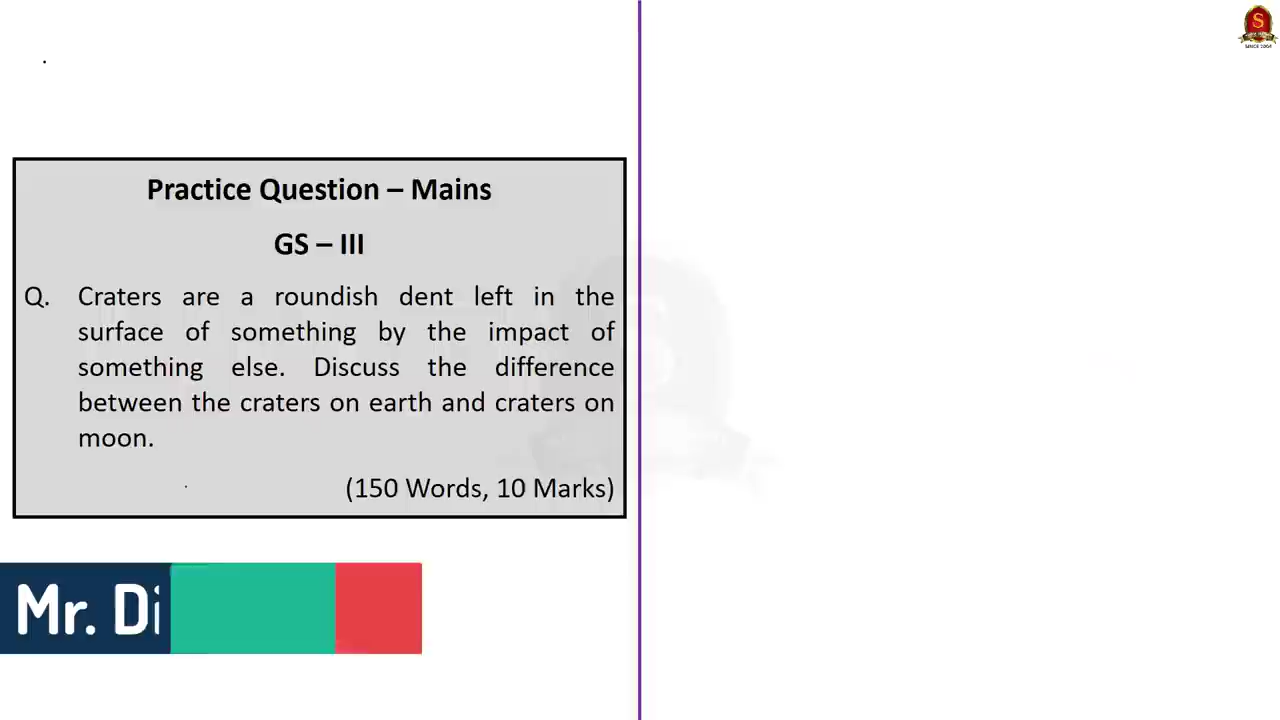 Practice Question – Mains
GS – III
Q. Craters are a roundish dent left in the
surface of something by the impact of
something else. Discuss the difference
between the craters on earth and craters on
moon.
(150 Words, 10 Marks)
Mr. Di
S
SINCE 2004